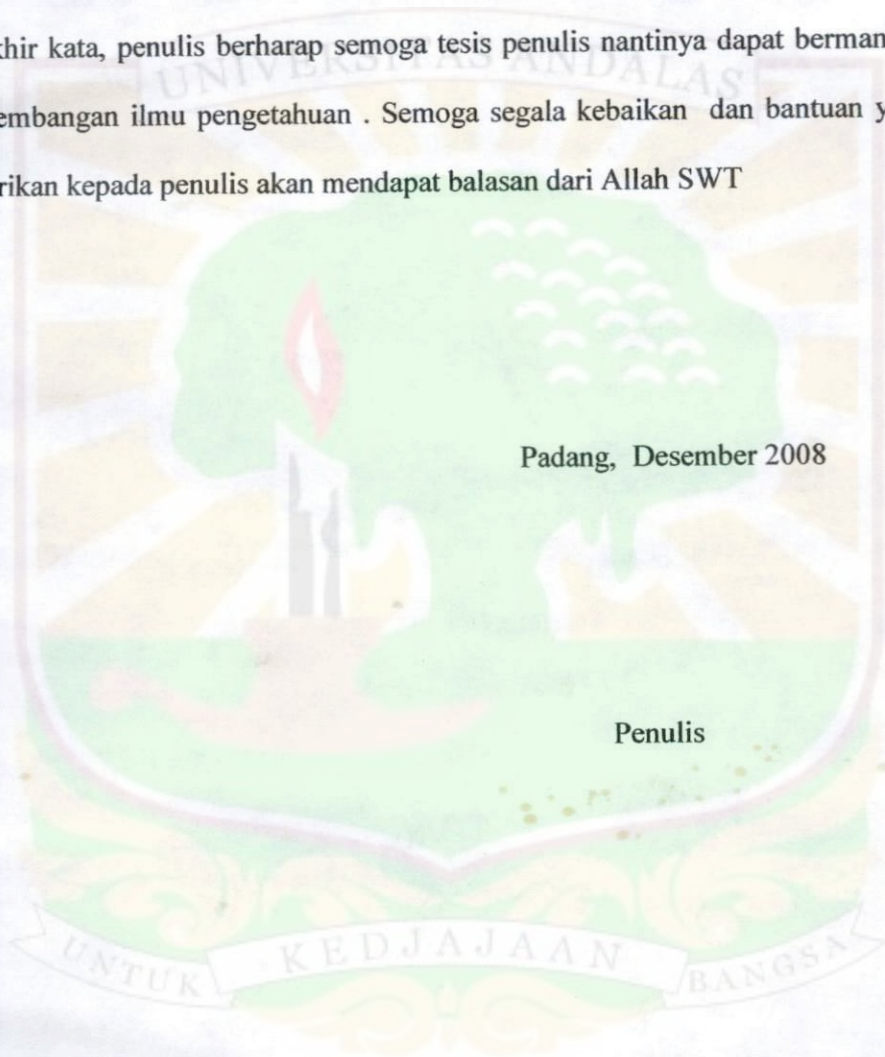 khir kata, penulis berharap semoga tesis penulis nantinya dapat berman
UNIVERSITAS ANDALAS
embangan ilmu pengetahuan . Semoga segala kebaikan dan bantuan y
rikan kepada penulis akan mendapat balasan dari Allah SWT
Padang, Desember 2008
Penulis
UNTUK KEDJAJAAN BANGSA